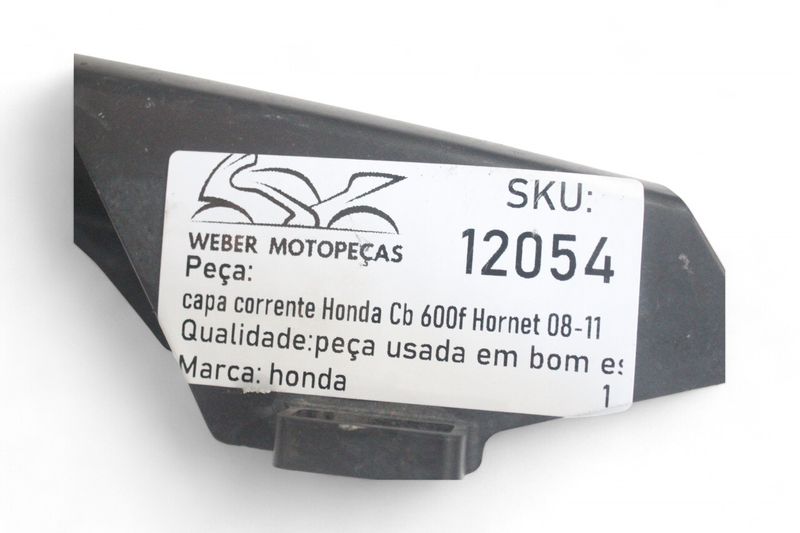 WEBER MOTOPEÇAS
SKU:
12054
Peça:
capa corrente Honda Cb 600f Hornet 08-11
Qualidade:peça usada em bom es
Marca: honda
1